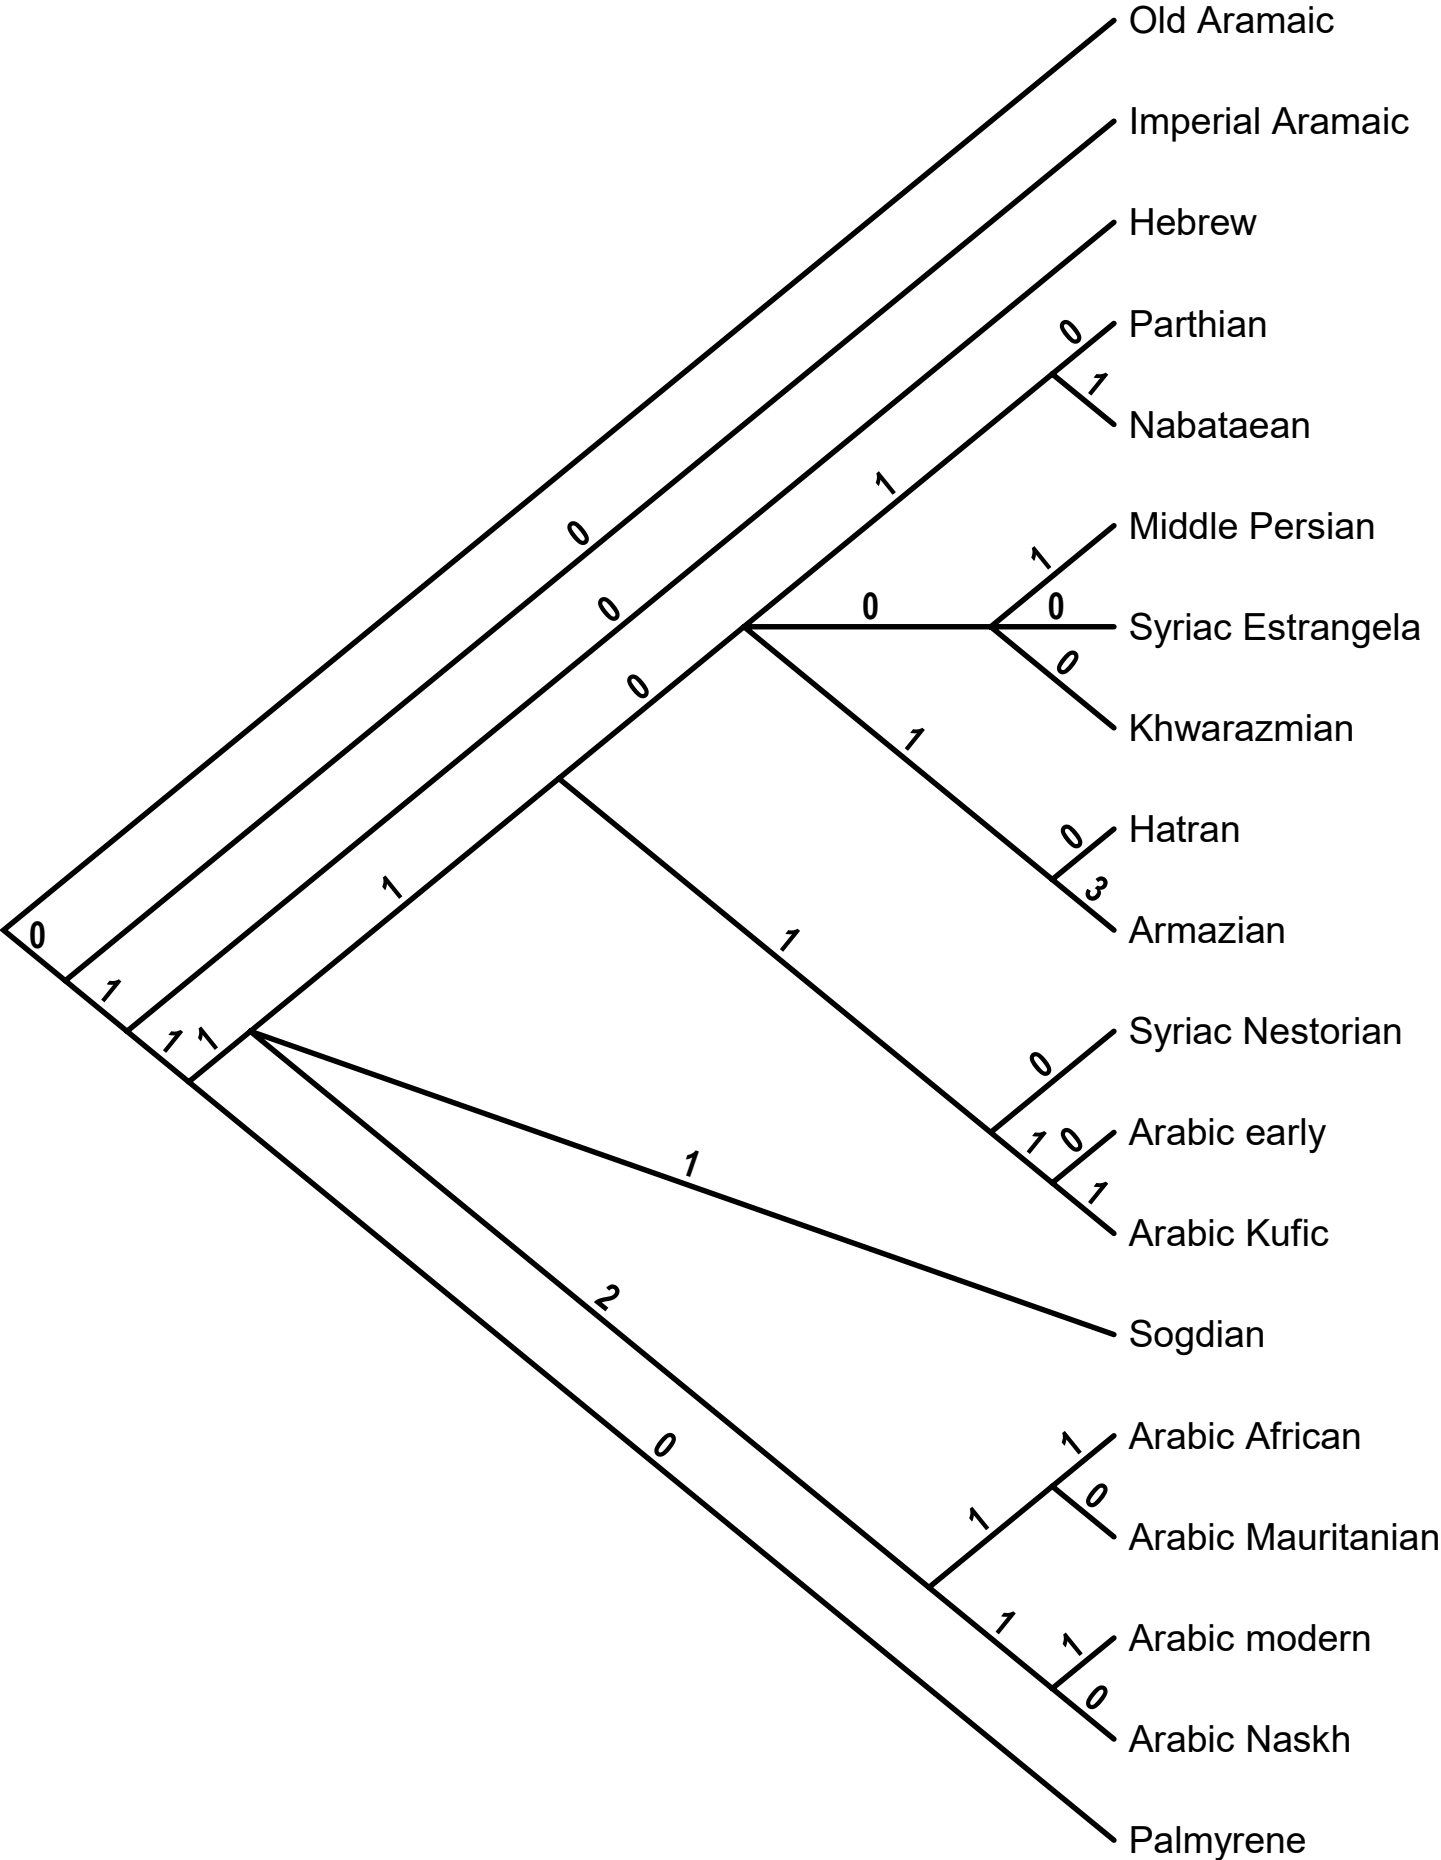 Old Aramaic
Imperial Aramaic
Hebrew
0 Parthian
1
Nabataean
1
0
Middle Persian
1
0 0
Syriac Estrangela
0
0
0
Khwarazmian
1
0 Hatran
3
1
Armazian
0
1
1
Syriac Nestorian
1 1
0
1 0 Arabic early
1
1
Arabic Kufic
2
Sogdian
0
1 Arabic African
0
1
Arabic Mauritanian
1
1 Arabic modern
0
Arabic Naskh
Palmyrene